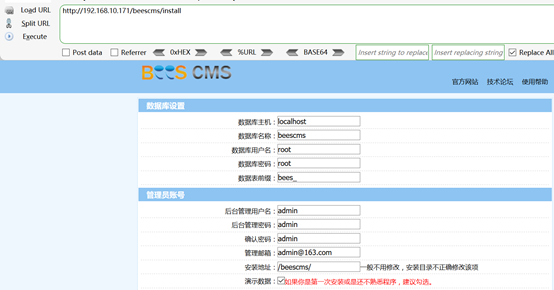 Load URL
http://192.168.10.171/beescms/install
Split URL
Execute
Post data Referrer 0xHEX %URL BASE64 Insert string to replace Insert replacing string Replace All
BEES CMS
官方网站 技术论坛 使用帮助
数据库设置
数据库主机：localhost
数据库名称：beescms
数据库用户名：root
数据库密码：root
数据表前缀：bees_
管理员账号
后台管理用户名：admin
后台管理密码：admin
确认密码：admin
管理邮箱：admin@163.com
安装地址：/beescms/一般不用修改，安装目录不正确修改该项
演示数据：如果你是第一次安装或是还不熟悉程序，建议勾选。